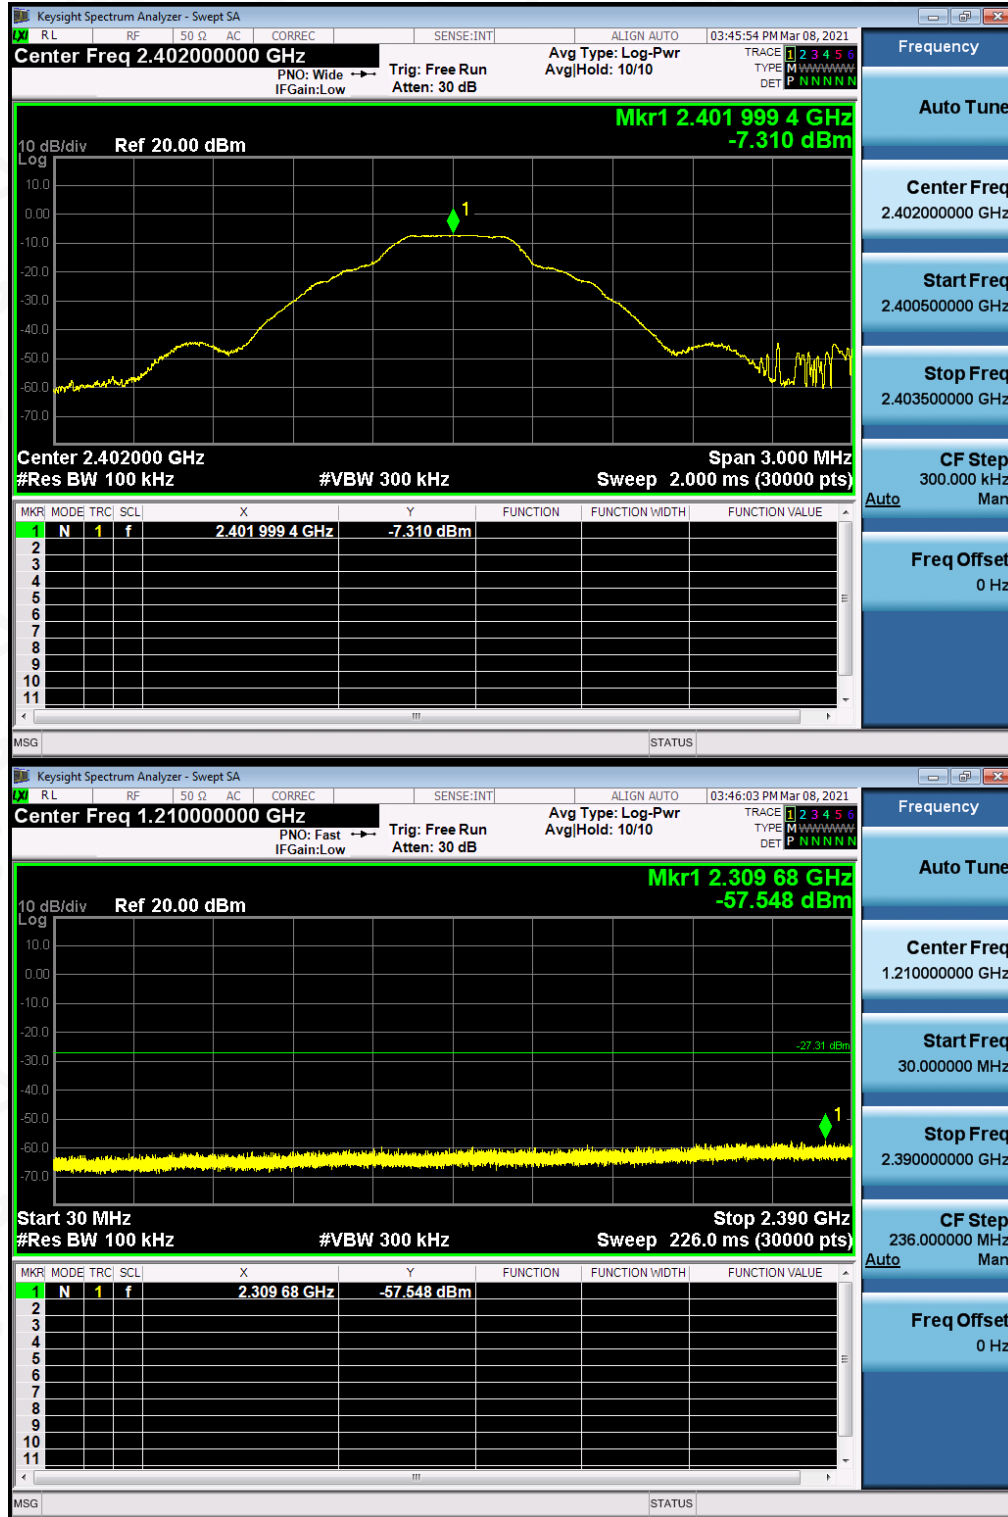 Keysight Spectrum Analyzer - Swept SA
LXI RL RF 50 Ω AC CORREC SENSE:INT ALIGN AUTO 03:45:54 PM Mar 08, 2021
Center Freq 2.402000000 GHz
PNO: Wide
IFGain:Low
Trig: Free Run
Atten: 30 dB
Avg Type: Log-Pwr
Avg|Hold: 10/10
TRACE 1 2 3 4 5 6
TYPE M WWWWW
DET P N N N N N
Mkr1 2.401 999 4 GHz
-7.310 dBm
10 dB/div Ref 20.00 dBm
Log
10.0
0.00
-10.0
-20.0
-30.0
-40.0
-50.0
-60.0
-70.0
1
Center 2.402000 GHz Span 3.000 MHz
#Res BW 100 kHz #VBW 300 kHz Sweep 2.000 ms (30000 pts)
MKR MODE TRC SCL X Y FUNCTION FUNCTION WIDTH FUNCTION VALUE
1 N 1 f 2.401 999 4 GHz -7.310 dBm
2
3
4
5
6
7
8
9
10
11
MSG STATUS
Frequency
Auto Tune
Center Freq
2.402000000 GHz
Start Freq
2.400500000 GHz
Stop Freq
2.403500000 GHz
CF Step
300.000 kHz
Auto Man
Freq Offset
0 Hz
Keysight Spectrum Analyzer - Swept SA
LXI RL RF 50 Ω AC CORREC SENSE:INT ALIGN AUTO 03:46:03 PM Mar 08, 2021
Center Freq 1.210000000 GHz
PNO: Fast
IFGain:Low
Trig: Free Run
Atten: 30 dB
Avg Type: Log-Pwr
Avg|Hold: 10/10
TRACE 1 2 3 4 5 6
TYPE M WWWWW
DET P N N N N N
Mkr1 2.309 68 GHz
-57.548 dBm
10 dB/div Ref 20.00 dBm
Log
10.0
0.00
-10.0
-20.0
-30.0
-40.0
-50.0
-60.0
-70.0
-27.31 dBm
1
Start 30 MHz Stop 2.390 GHz
#Res BW 100 kHz #VBW 300 kHz Sweep 226.0 ms (30000 pts)
MKR MODE TRC SCL X Y FUNCTION FUNCTION WIDTH FUNCTION VALUE
1 N 1 f 2.309 68 GHz -57.548 dBm
2
3
4
5
6
7
8
9
10
11
MSG STATUS
Frequency
Auto Tune
Center Freq
1.210000000 GHz
Start Freq
30.000000 MHz
Stop Freq
2.390000000 GHz
CF Step
236.000000 MHz
Auto Man
Freq Offset
0 Hz